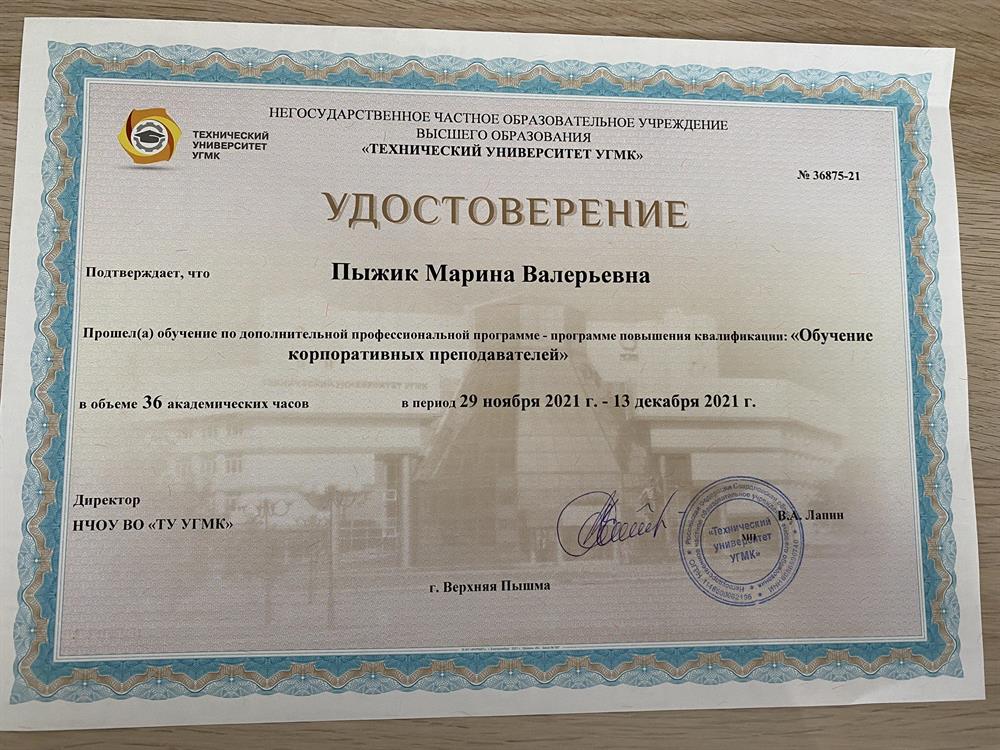 ТЕХНИЧЕСКИЙ
УНИВЕРСИТЕТ
УГМК
НЕГОСУДАРСТВЕННОЕ ЧАСТНОЕ ОБРАЗОВАТЕЛЬНОЕ УЧРЕЖДЕНИЕ
ВЫСШЕГО ОБРАЗОВАНИЯ
«ТЕХНИЧЕСКИЙ УНИВЕРСИТЕТ УГМК»
№ 36875-21
УДОСТОВЕРЕНИЕ
Подтверждает, что Пыжик Марина Валерьевна
Прошел(а) обучение по дополнительной профессиональной программе - программе повышения квалификации: «Обучение
корпоративных преподавателей»
в объеме 36 академических часов в период 29 ноября 2021 г. - 13 декабря 2021 г.
Директор
НЧОУ ВО «ТУ УГМК»
В.А. Лапин
МП
«Технический
университет
УГМК»
г. Верхняя Пышма